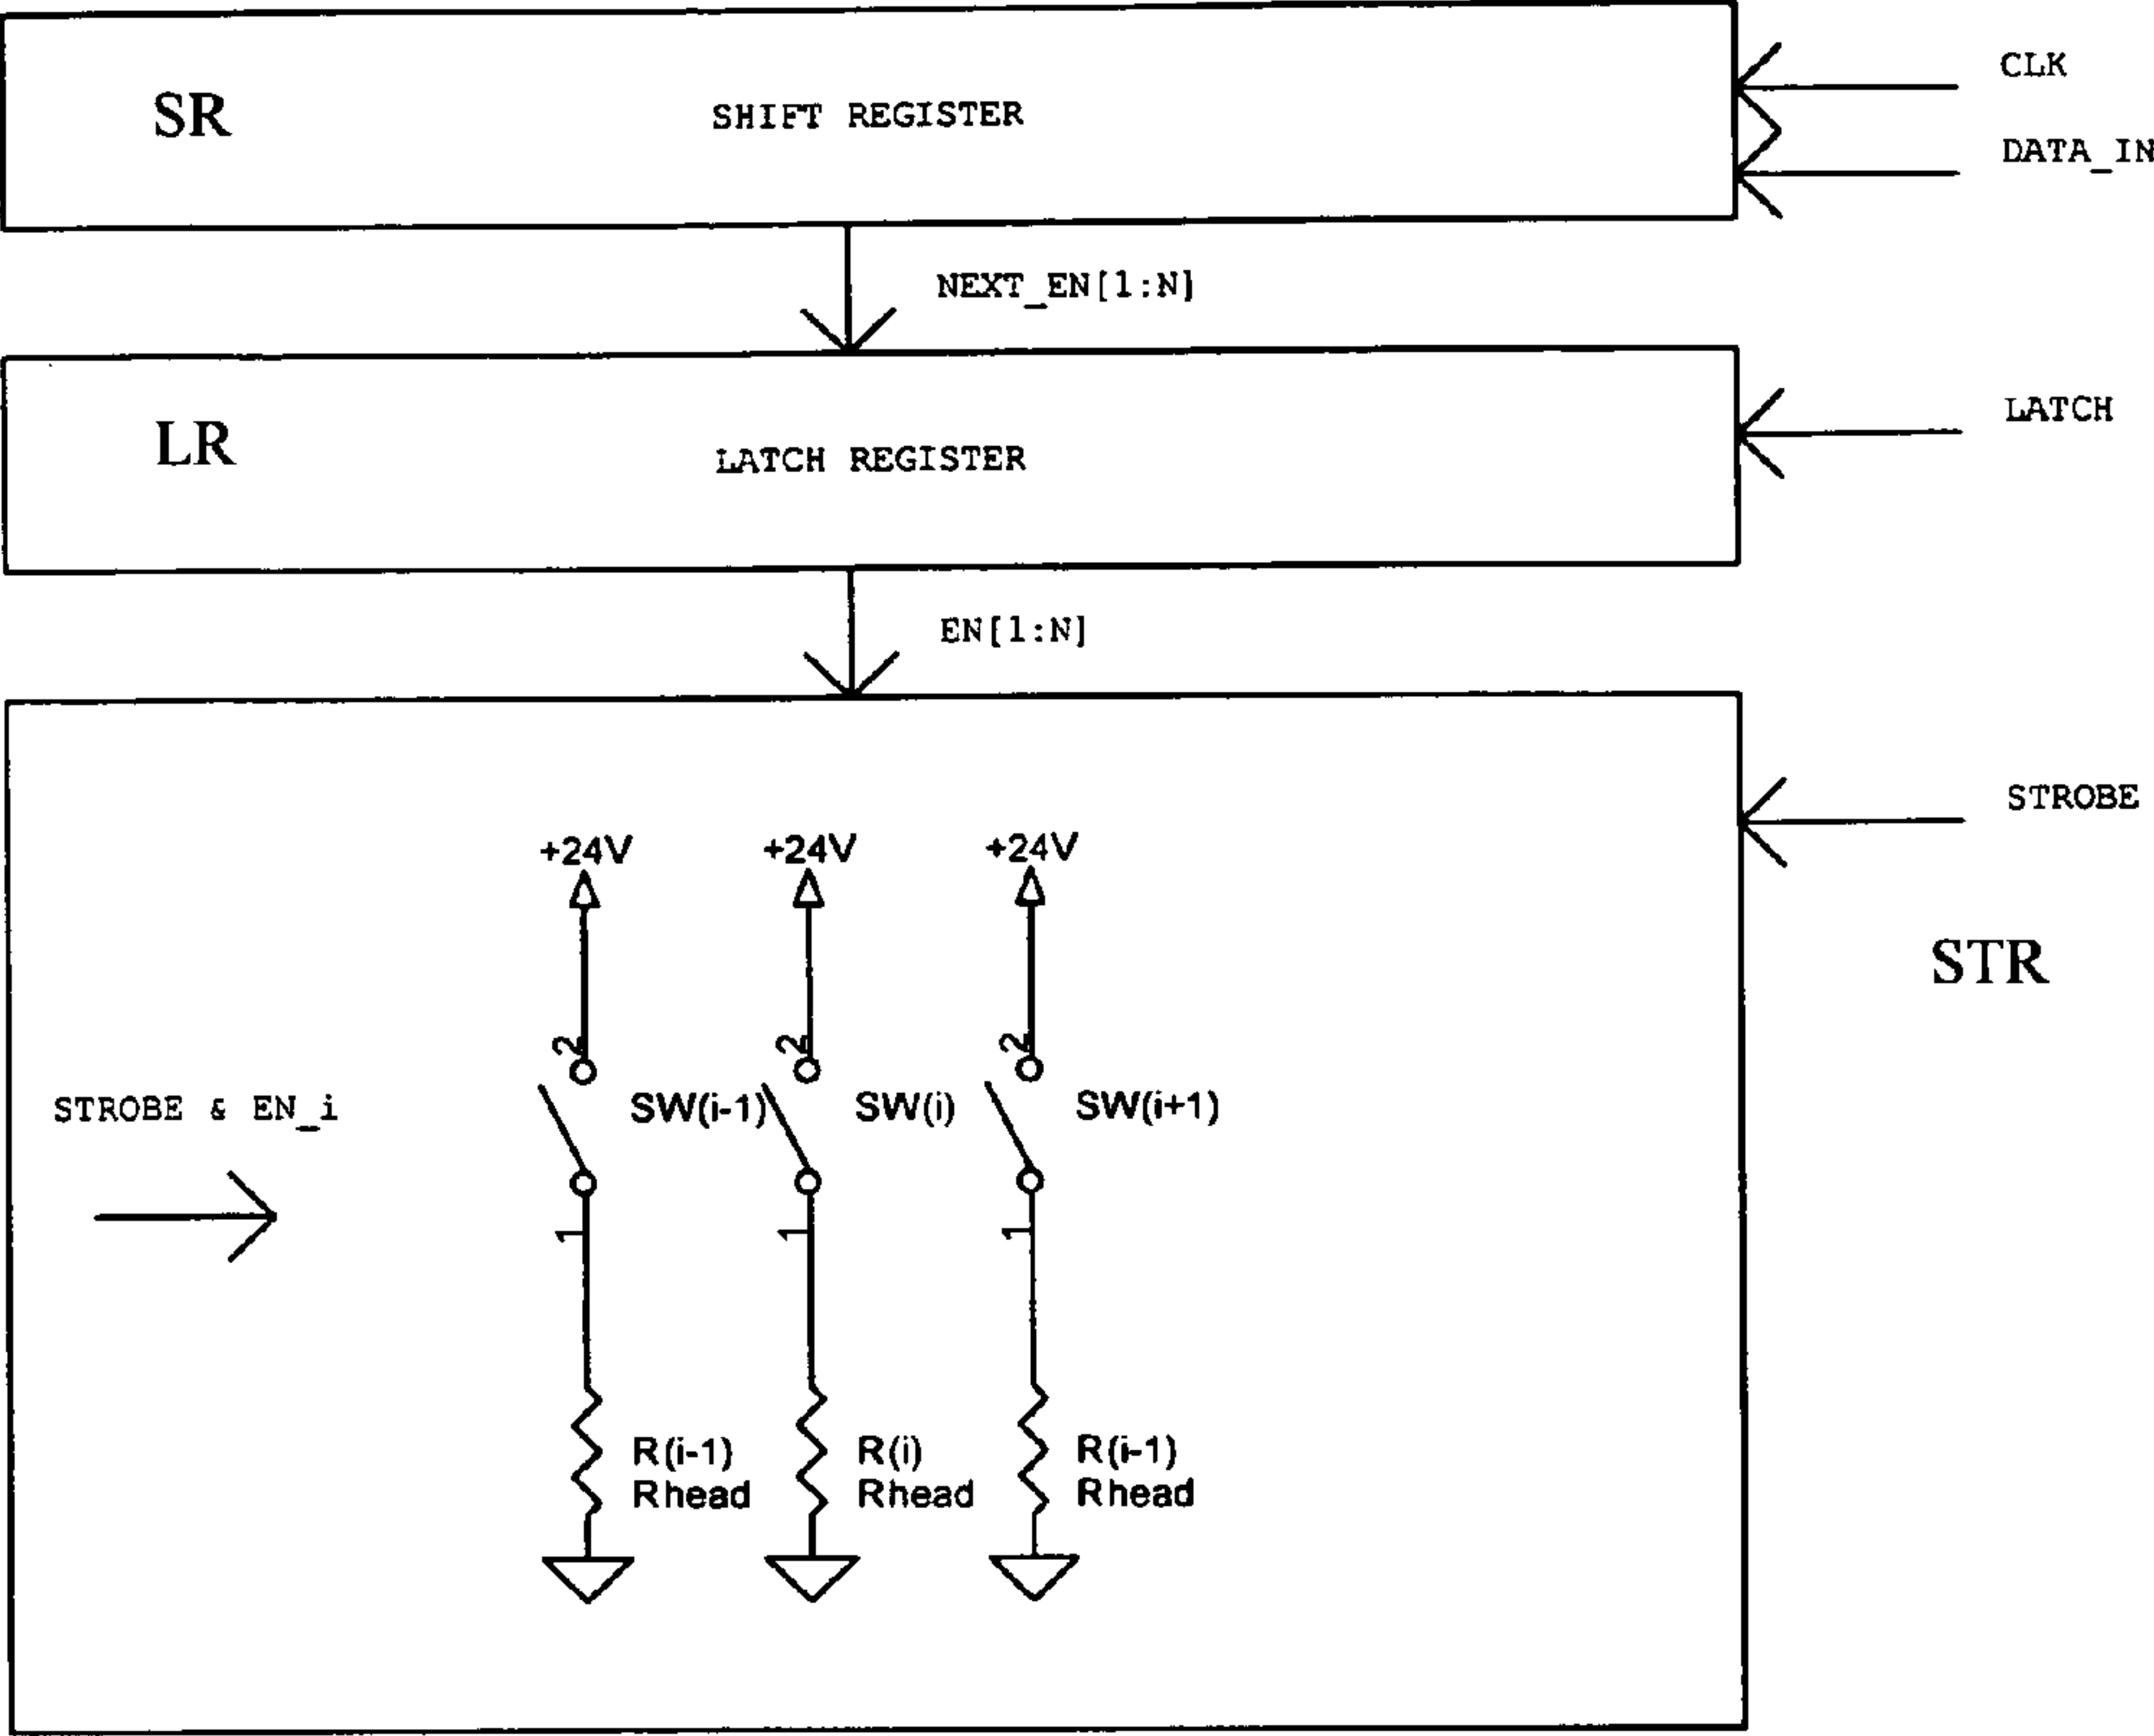 CLK
SR
SHIFT REGISTER
DATA_IN
NEXT_EN[1:N]
LATCH
LR
LATCH REGISTER
EN[1:N]
STROBE
+24V
+24V
+24V
STR
2
2
2
STROBE & EN_i
SW(i-1)
SW(i)
SW(i+1)
1
1
1
R(i-1)
Rhead
R(i)
Rhead
R(i-1)
Rhead